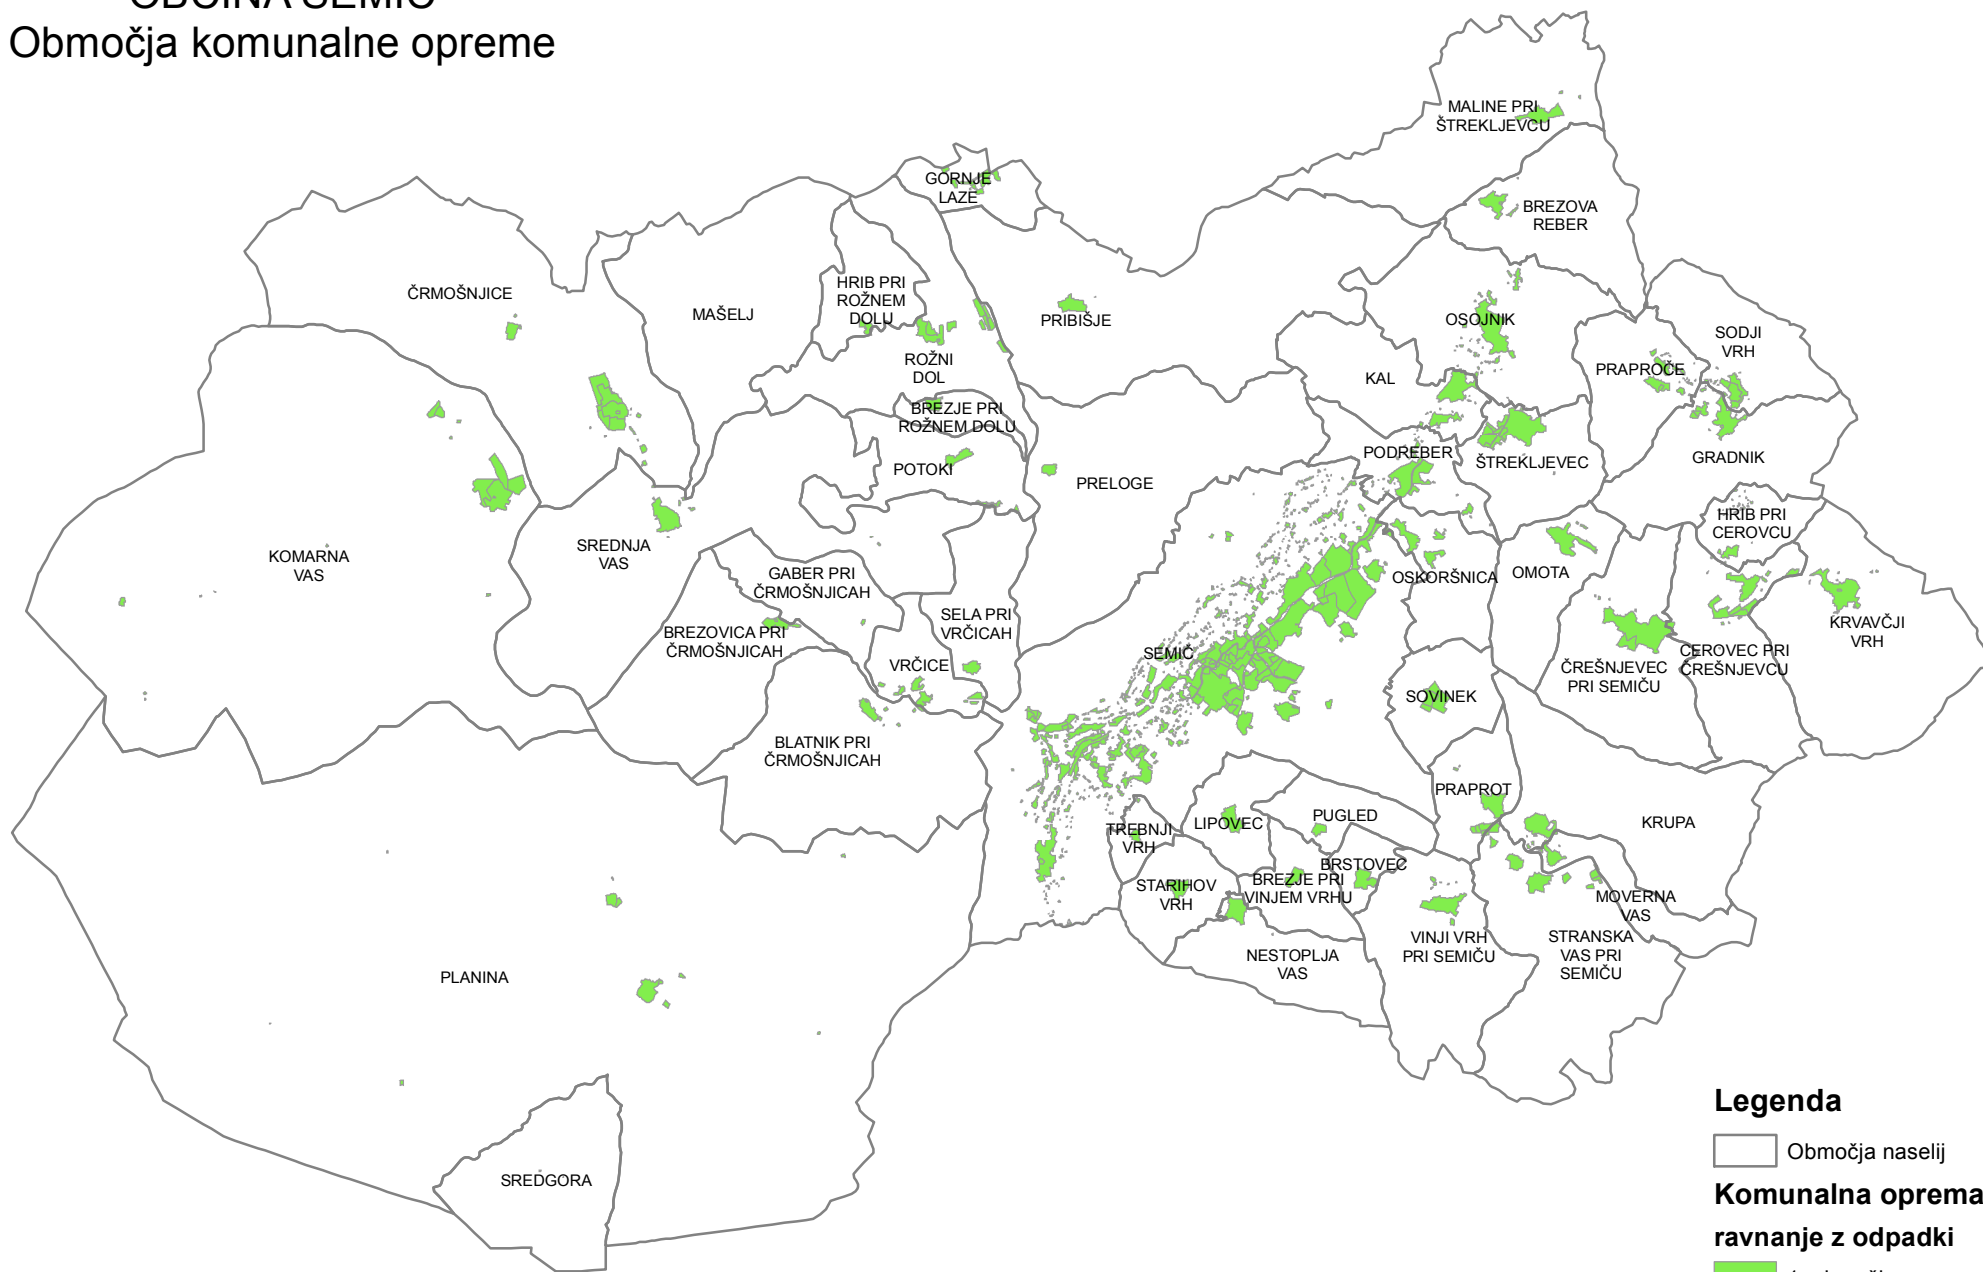 OBČINA SEMIČ
Območja komunalne opreme
MALINE PRI
ŠTREKLJEVCU
GORNJE
LAZE
BREZOVA
REBER
ČRMOŠNJICE
MAŠELJ
HRIB PRI
ROŽNEM
DOLU
PRIBIŠJE
OSOJNIK
SODJI
VRH
ROŽNI
DOL
KAL
PRAPROČE
BREZJE PRI
ROŽNEM DOLU
POTOKI
PRELOGE
PODREBER
ŠTREKLJEVEC
GRADNIK
HRIB PRI
CEROVCU
KOMARNA
VAS
SREDNJA
VAS
GABER PRI
ČRMOŠNJICAH
OSKORŠNICA
OMOTA
BREZOVICA PRI
ČRMOŠNJICAH
SELA PRI
VRČICAH
VRČICE
SEMIČ
KRVAVČJI
VRH
CEROVEC PRI
ČREŠNJEVCU
ČREŠNJEVEC
PRI SEMIČU
SOVINEK
BLATNIK PRI
ČRMOŠNJICAH
PRAPROT
TREBNJI
VRH
LIPOVEC
PUGLED
KRUPA
BRSTOVEC
STARIHOV
VRH
BREZJE PRI
VINJEM VRHU
MOVERNA
VAS
VINJI VRH
PRI SEMIČU
STRANSKA
VAS PRI
SEMIČU
NESTOPLJA
VAS
PLANINA
SREDGORA
Legenda
Območja naselij
Komunalna oprema
ravnanje z odpadki